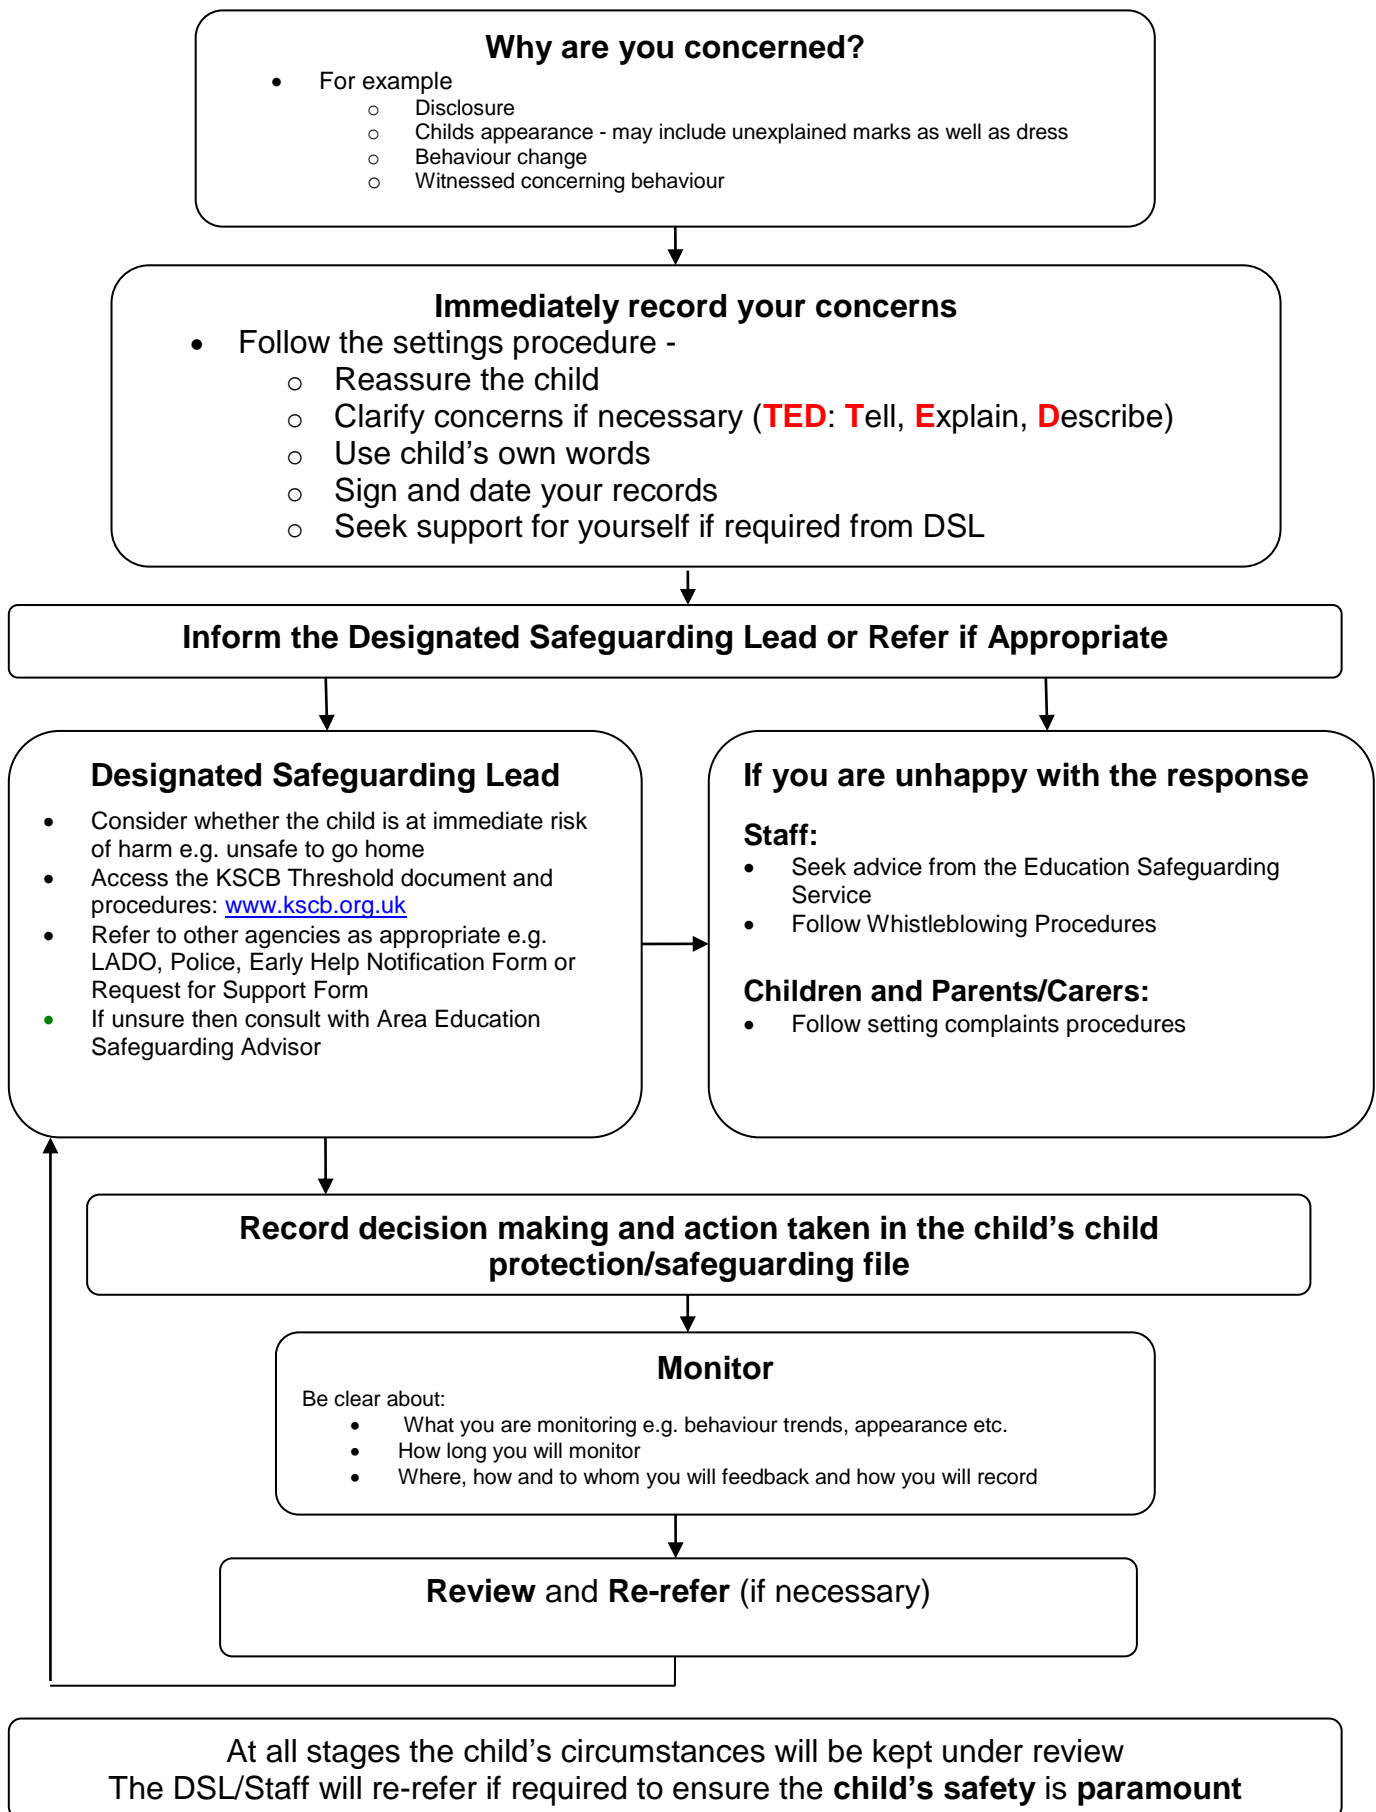 Why are you concerned?
• For example
o Disclosure
o Childs appearance - may include unexplained marks as well as dress
o Behaviour change
o Witnessed concerning behaviour
Immediately record your concerns
• Follow the settings procedure -
o Reassure the child
o Clarify concerns if necessary (TED: Tell, Explain, Describe)
o Use child’s own words
o Sign and date your records
o Seek support for yourself if required from DSL
Inform the Designated Safeguarding Lead or Refer if Appropriate
Designated Safeguarding Lead
• Consider whether the child is at immediate risk
of harm e.g. unsafe to go home
• Access the KSCB Threshold document and
procedures: www.kscb.org.uk
• Refer to other agencies as appropriate e.g.
LADO, Police, Early Help Notification Form or
Request for Support Form
• If unsure then consult with Area Education
Safeguarding Advisor
If you are unhappy with the response
Staff:
• Seek advice from the Education Safeguarding
Service
• Follow Whistleblowing Procedures
Children and Parents/Carers:
• Follow setting complaints procedures
Record decision making and action taken in the child’s child
protection/safeguarding file
Monitor
Be clear about:
• What you are monitoring e.g. behaviour trends, appearance etc.
• How long you will monitor
• Where, how and to whom you will feedback and how you will record
Review and Re-refer (if necessary)
At all stages the child’s circumstances will be kept under review
The DSL/Staff will re-refer if required to ensure the child’s safety is paramount